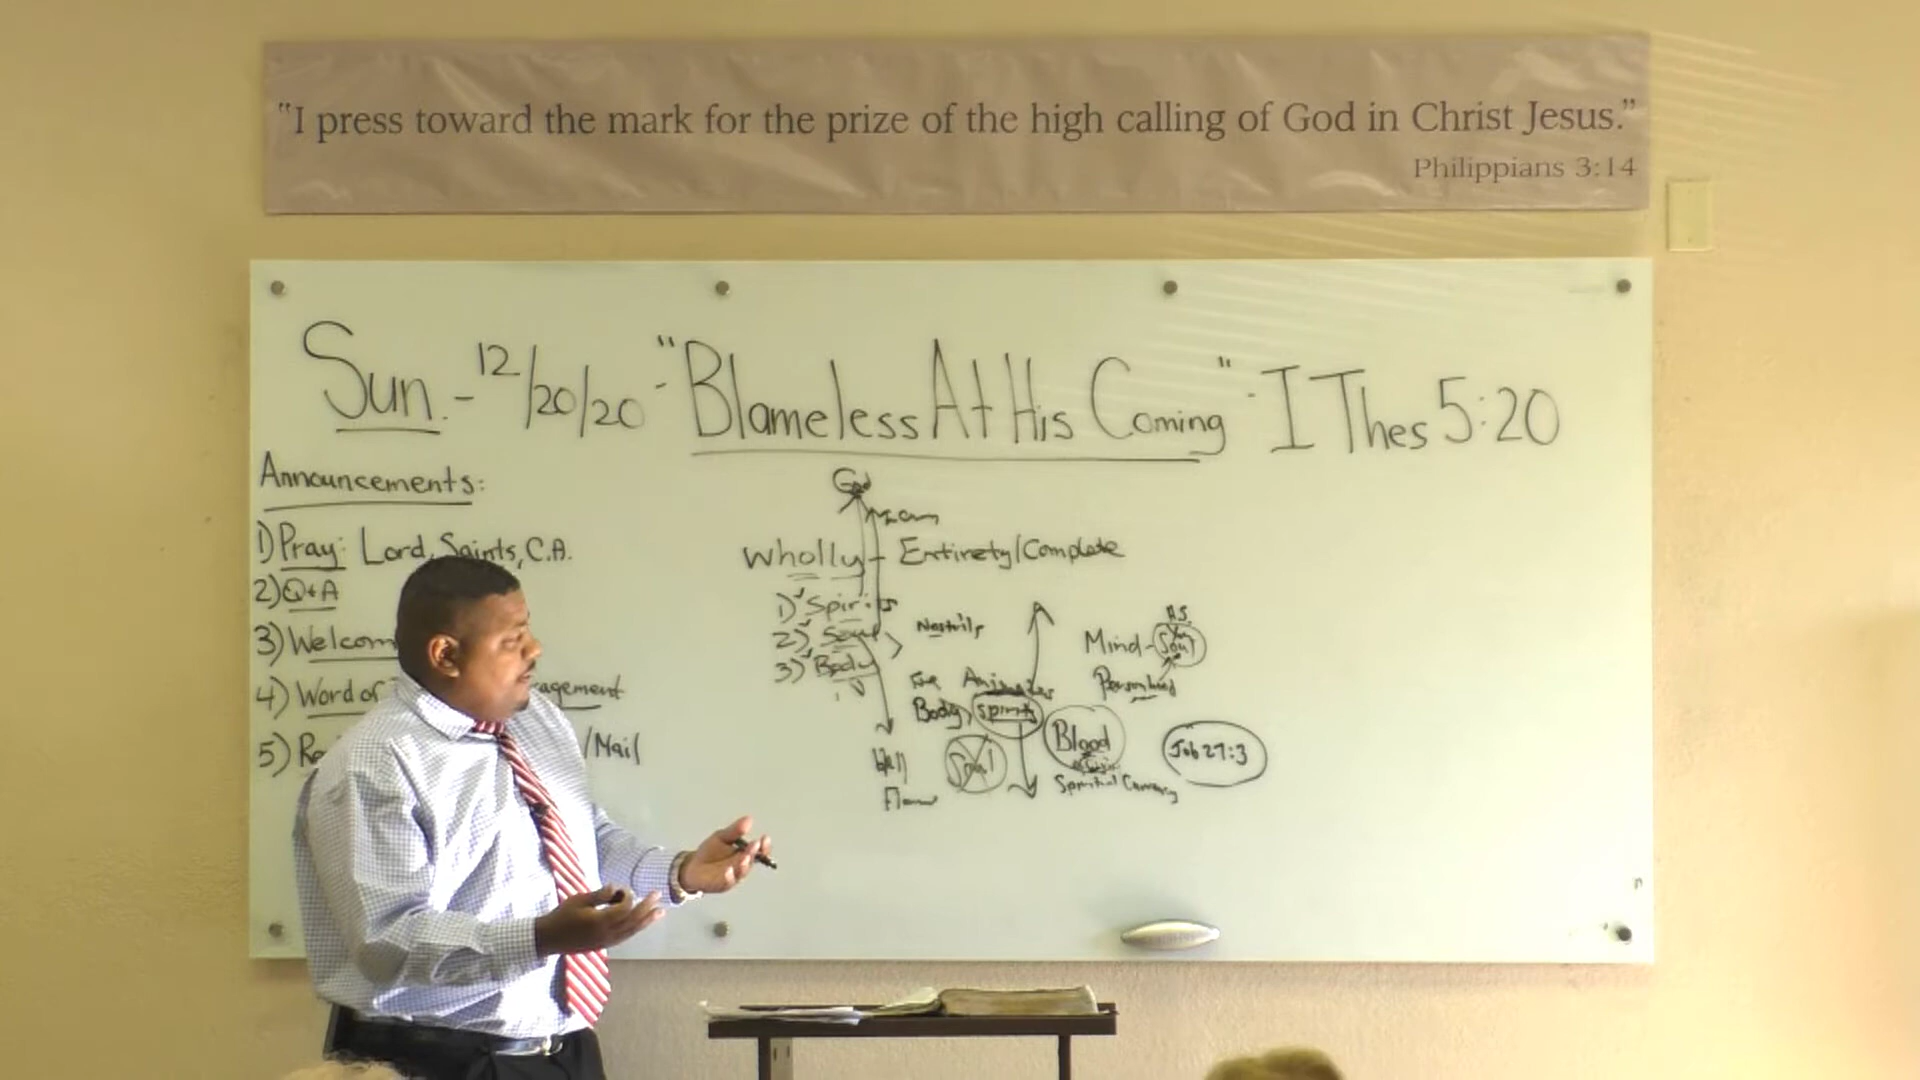 "I press toward the mark for the prize of the high calling of God in Christ Jesus."
Philippians 3:14
Sun. - 12/20/20 - "Blameless At His Coming" - I Thes 5:20
Announcements:
1) Pray: Lord, Saints, C.A.
2) Q+A
3) Welcom
4) Word of agement
5) Re /Mail
God
Wholly - Entirety/Complete
1) Spirit
2) Soul
3) Body
Nostrils
Mind - Soul
Personhood
Body, Spirit
Blood
Soul
Job 27:3
Hell
Spiritual Currency